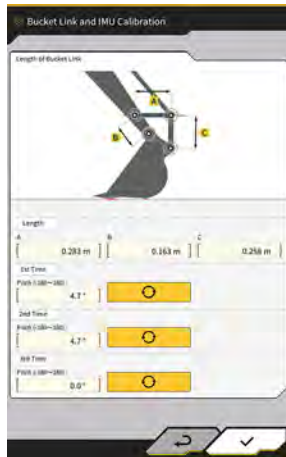 Bucket Link and IMU Calibration
Length of Bucket Link
A
B
C
Length
A B C
0.283 m 0.163 m 0.256 m
1st Time
Pitch (-180~180)
4.7°
2nd Time
Pitch (-180~180)
4.7°
3rd Time
Pitch (-180~180)
0.0°